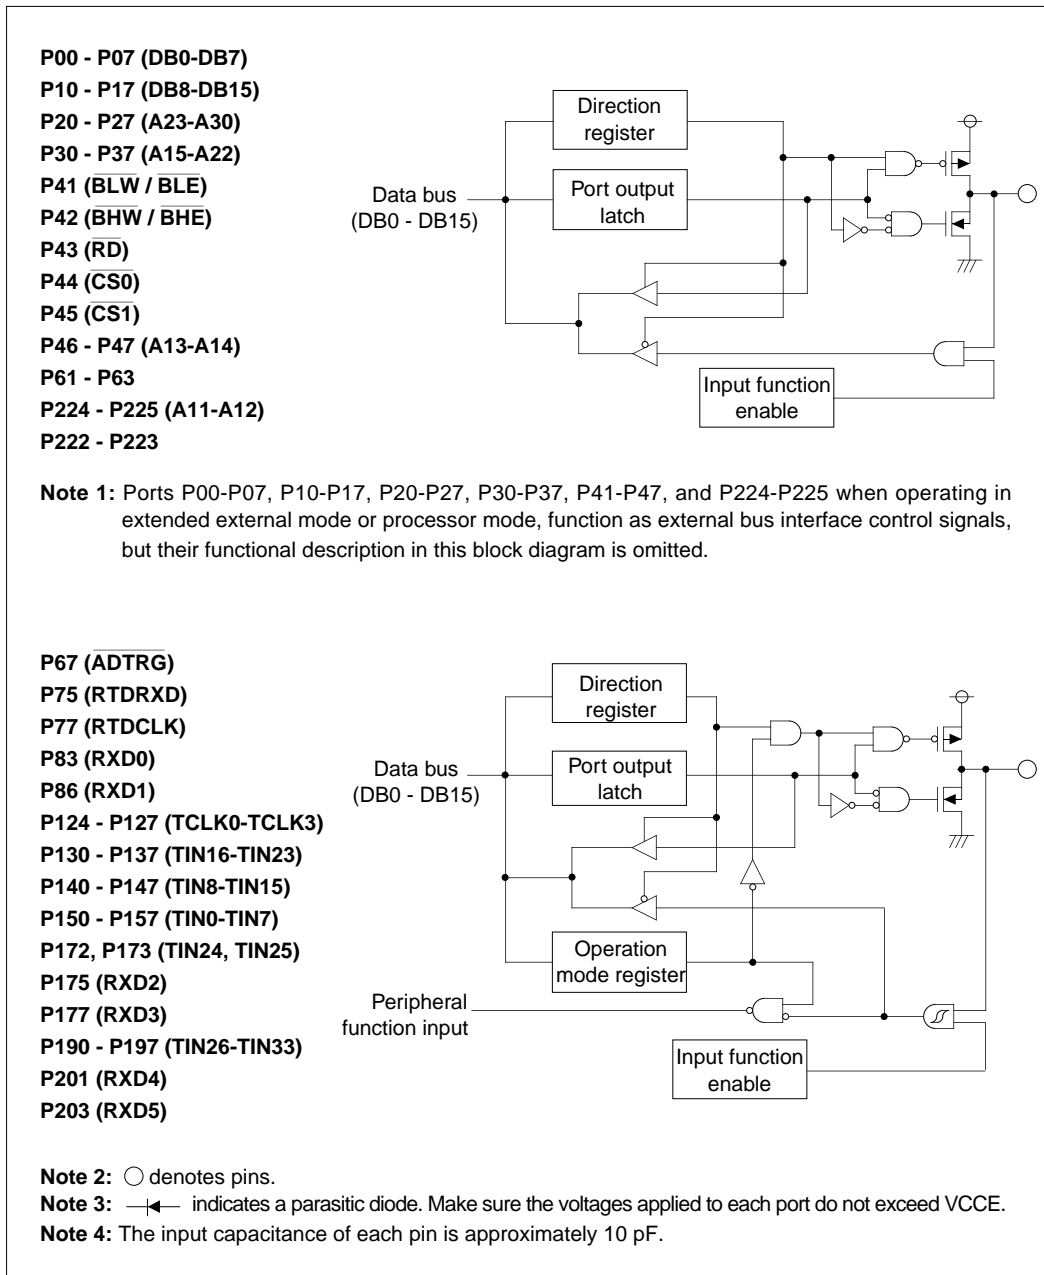 P00 - P07 (DB0-DB7)
P10 - P17 (DB8-DB15)
P20 - P27 (A23-A30)
P30 - P37 (A15-A22)
P41 (B̅L̅W̅ / B̅L̅E̅)
P42 (B̅H̅W̅ / B̅H̅E̅)
P43 (R̅D̅)
P44 (C̅S̅0̅)
P45 (C̅S̅1̅)
P46 - P47 (A13-A14)
P61 - P63
P224 - P225 (A11-A12)
P222 - P223
Direction
register
Data bus
(DB0 - DB15)
Port output
latch
Input function
enable
Note 1: Ports P00-P07, P10-P17, P20-P27, P30-P37, P41-P47, and P224-P225 when operating in
extended external mode or processor mode, function as external bus interface control signals,
but their functional description in this block diagram is omitted.
P67 (A̅D̅T̅R̅G̅)
P75 (RTDRXD)
P77 (RTDCLK)
P83 (RXD0)
P86 (RXD1)
P124 - P127 (TCLK0-TCLK3)
P130 - P137 (TIN16-TIN23)
P140 - P147 (TIN8-TIN15)
P150 - P157 (TIN0-TIN7)
P172, P173 (TIN24, TIN25)
P175 (RXD2)
P177 (RXD3)
P190 - P197 (TIN26-TIN33)
P201 (RXD4)
P203 (RXD5)
Direction
register
Data bus
(DB0 - DB15)
Port output
latch
Operation
mode register
Peripheral
function input
Input function
enable
Note 2: ○ denotes pins.
Note 3: indicates a parasitic diode. Make sure the voltages applied to each port do not exceed VCCE.
Note 4: The input capacitance of each pin is approximately 10 pF.